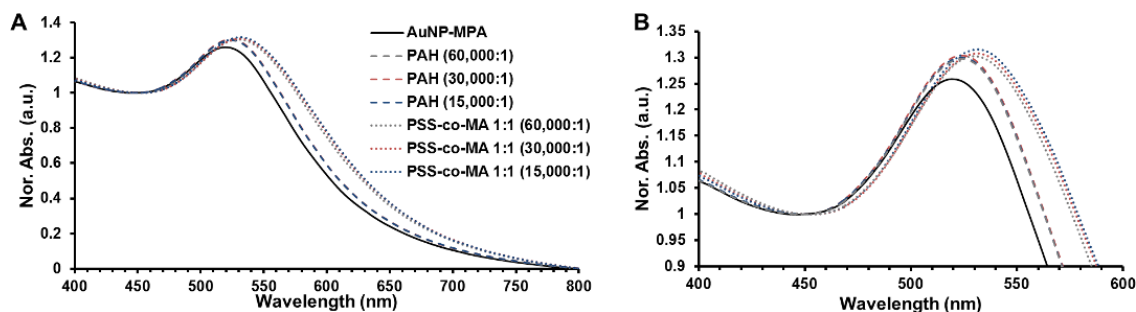 A
Nor. Abs. (a.u.)
1.4
1.2
1
0.8
0.6
0.4
0.2
0
400
450
500
550
600
650
700
750
800
Wavelength (nm)
AuNP-MPA
PAH (60,000:1)
PAH (30,000:1)
PAH (15,000:1)
PSS-co-MA 1:1 (60,000:1)
PSS-co-MA 1:1 (30,000:1)
PSS-co-MA 1:1 (15,000:1)
B
Nor. Abs. (a.u.)
1.35
1.3
1.25
1.2
1.15
1.1
1.05
1
0.95
0.9
400
450
500
550
600
Wavelength (nm)